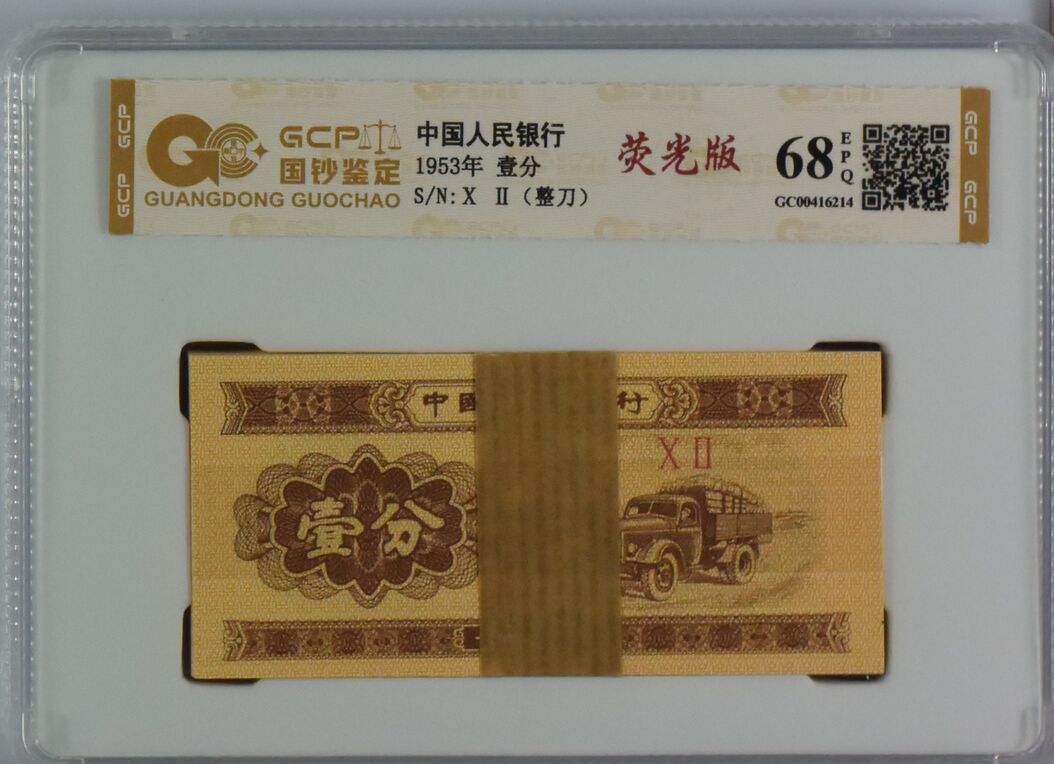 GCP
GCP
GCP
国钞鉴定
GUANGDONG GUOCHAO
中国人民银行
1953年 壹分
S/N: X Ⅱ（整刀）
荧光版
68
EPQ
GC00416214
GCP
GCP
中国
行
X Ⅱ
壹分